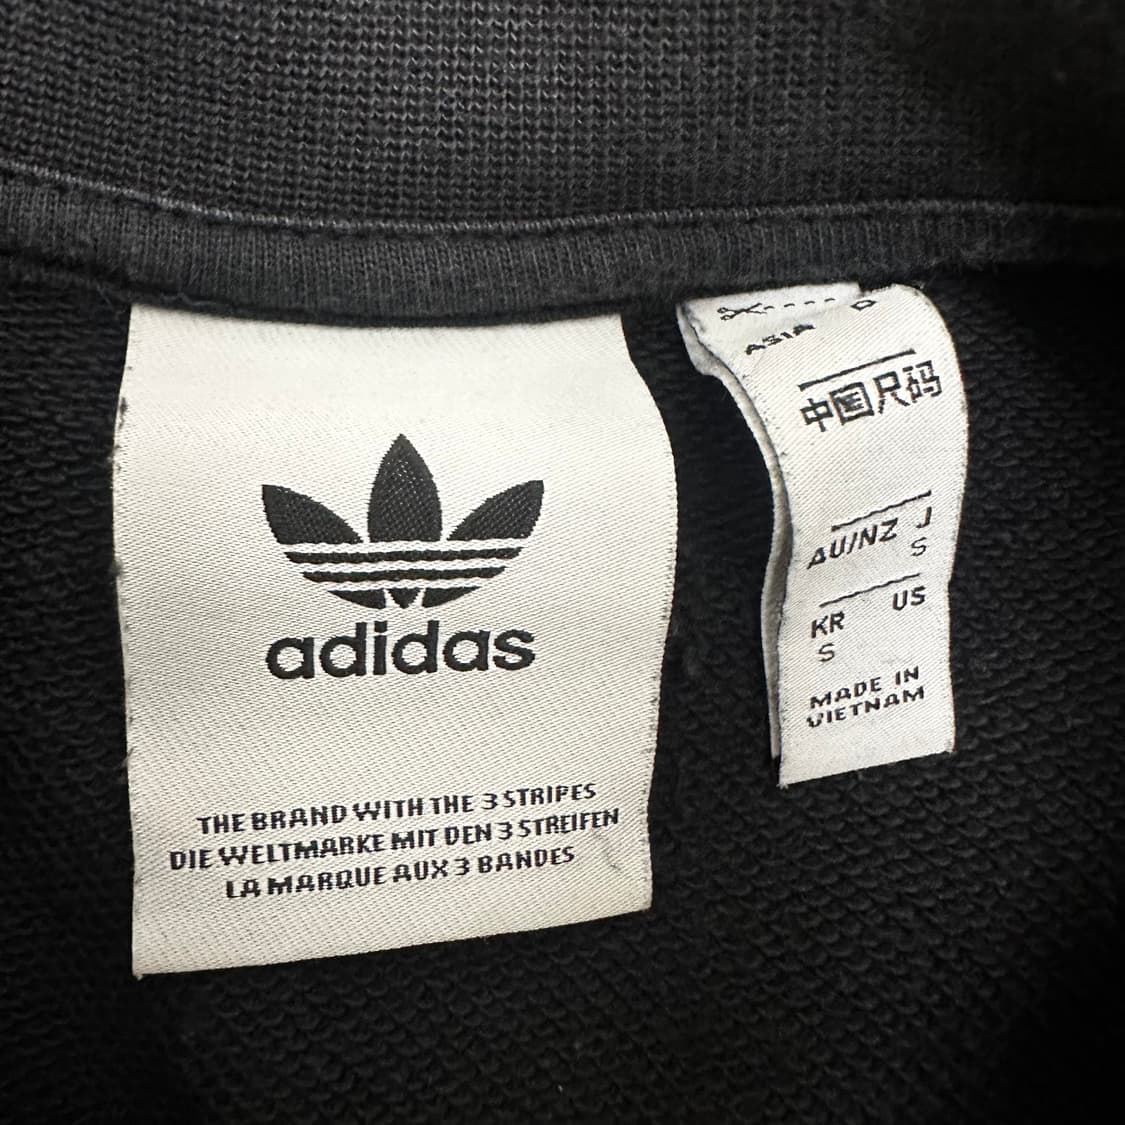 adidas
THE BRAND WITH THE 3 STRIPES
DIE WELTMARKE MIT DEN 3 STREIFEN
LA MARQUE AUX 3 BANDES
ASIA D
中国尺码
AU/NZ J
S
KR US
S
MADE IN
VIETNAM